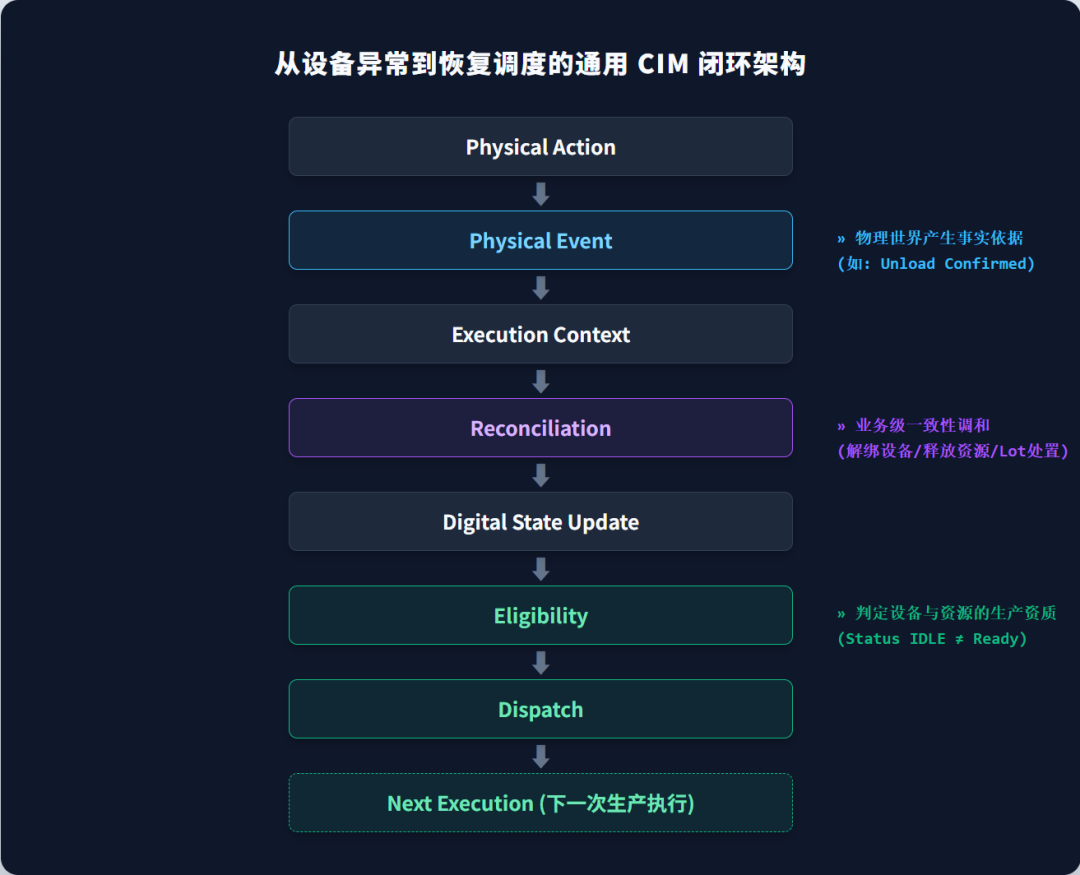 从设备异常到恢复调度的通用 CIM 闭环架构
Physical Action
Physical Event
» 物理世界产生事实依据
(如: Unload Confirmed)
Execution Context
Reconciliation
» 业务级一致性调和
(解绑设备/释放资源/Lot处置)
Digital State Update
Eligibility
» 判定设备与资源的生产资质
(Status IDLE ≠ Ready)
Dispatch
Next Execution (下一次生产执行)